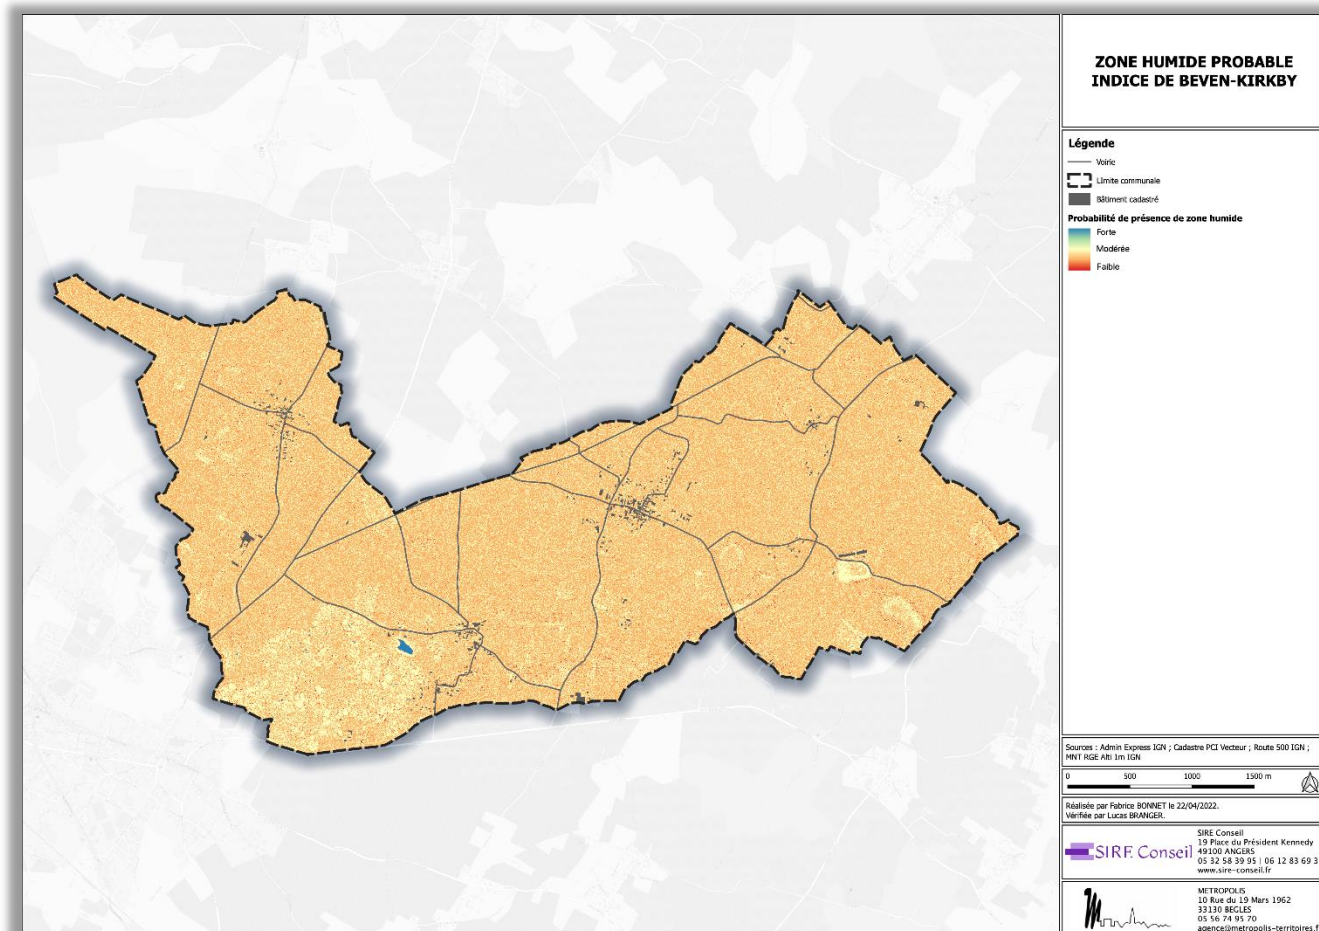 ZONE HUMIDE PROBABLE
INDICE DE BEVEN-KIRKBY
Légende
Voirie
Limite communale
Bâtiment cadastré
Probabilité de présence de zone humide
Forte
Modérée
Faible
Sources : Admin Express IGN ; Cadastre PCI Vecteur ; Route 500 IGN ;
MNT RGE Alti 1m IGN
0 500 1000 1500 m
Réalisée par Fabrice BONNET le 22/04/2022.
Vérifiée par Lucas BRANGER.
SIRE Conseil
SIRE Conseil
19 Place du Président Kennedy
49100 ANGERS
05 32 58 39 95 | 06 12 83 69 3
www.sire-conseil.fr
METROPOLIS
10 Rue du 19 Mars 1962
33130 BEGLES
05 56 74 95 70
agence@metropolis-territoires.f